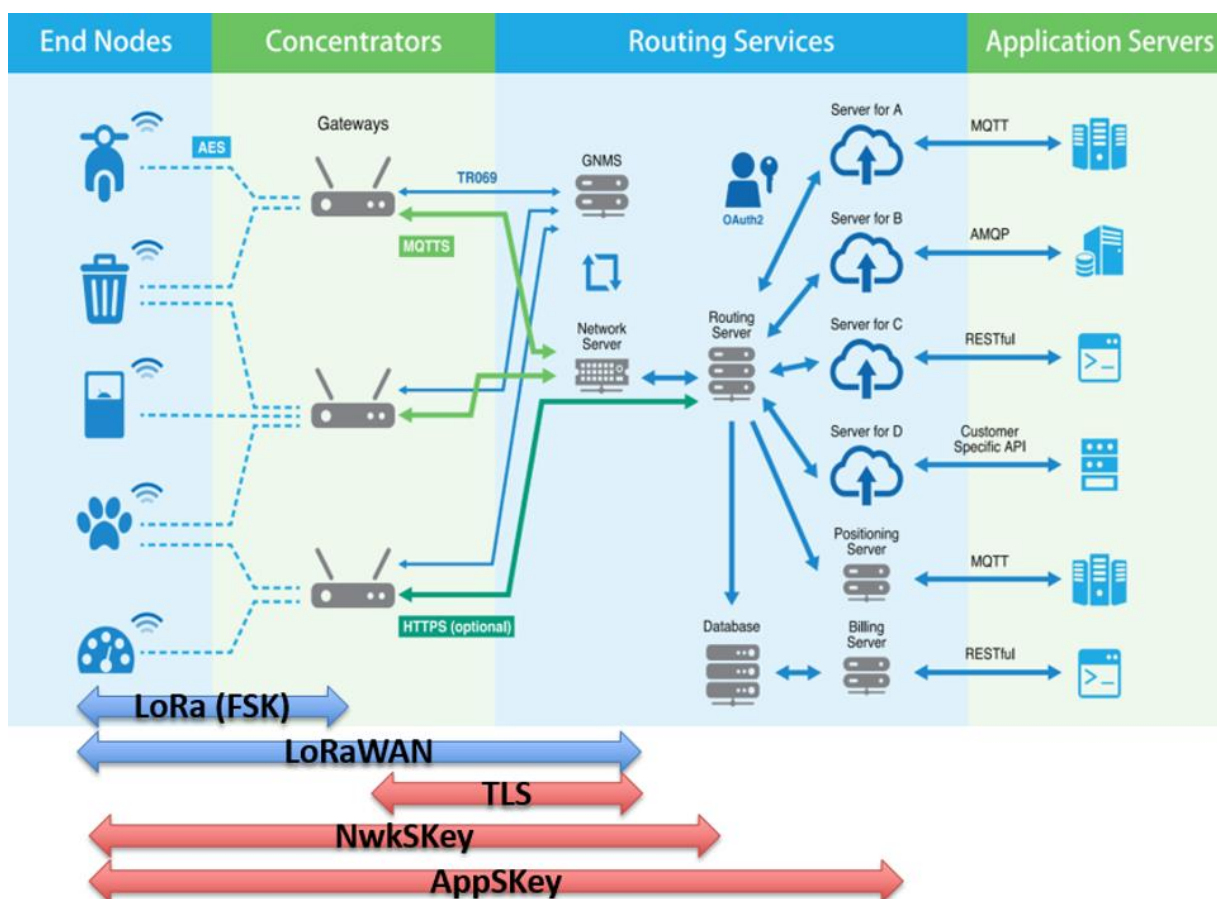 End Nodes
Concentrators
Routing Services
Application Servers
Gateways
AES
TR069
MQTTS
HTTPS (optional)
GNMS
Network
Server
OAuth2
Routing
Server
Database
Server for A
Server for B
Server for C
Server for D
Positioning
Server
Billing
Server
MQTT
AMQP
RESTful
Customer
Specific API
MQTT
RESTful
LoRa (FSK)
LoRaWAN
TLS
NwkSKey
AppSKey